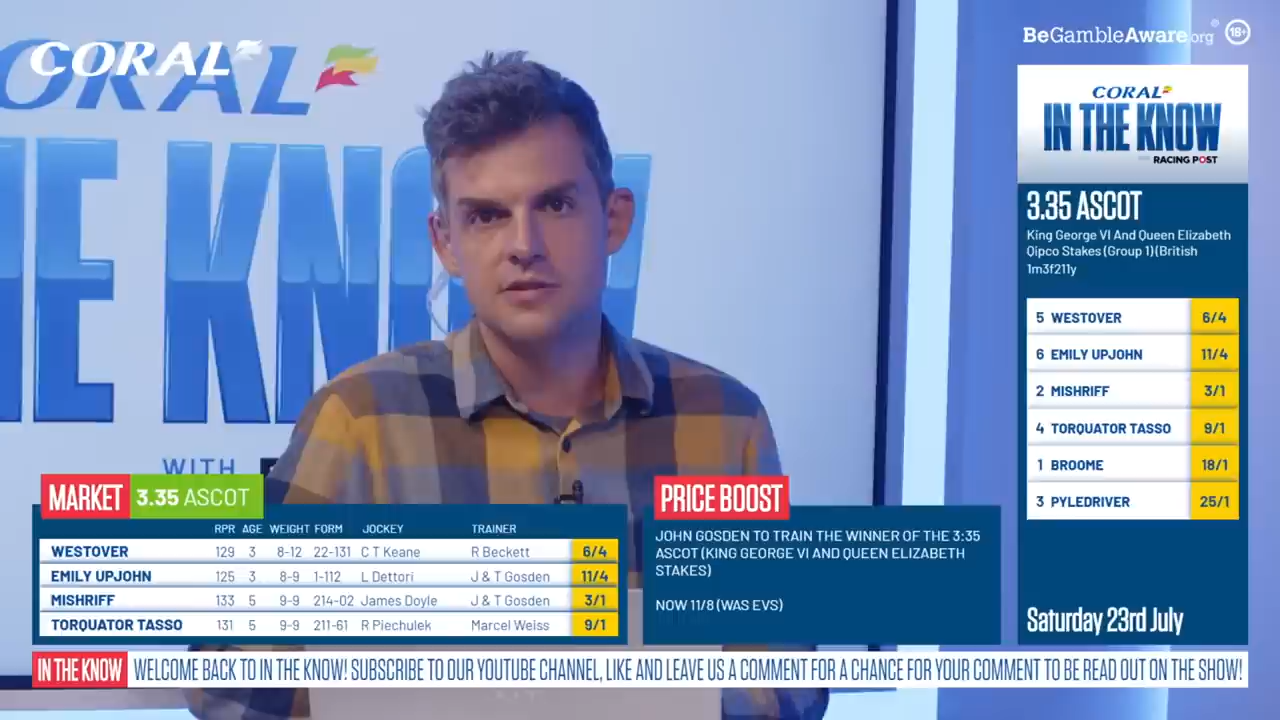 CORAL
BeGambleAware.org 18+
CORAL
CORAL
IN THE KNOW
RACING POST
3.35 ASCOT
King George VI And Queen Elizabeth
Qipco Stakes (Group 1) (British
1m3f211y
5 WESTOVER 6/4
6 EMILY UPJOHN 11/4
2 MISHRIFF 3/1
4 TORQUATOR TASSO 9/1
1 BROOME 18/1
3 PYLEDRIVER 25/1
Saturday 23rd July
HE KNOW
WITH
MARKET 3.35 ASCOT
RPR AGE WEIGHT FORM JOCKEY TRAINER
WESTOVER 129 3 8-12 22-131 C T Keane R Beckett 6/4
EMILY UPJOHN 125 3 8-9 1-112 L Dettori J & T Gosden 11/4
MISHRIFF 133 5 9-9 214-02 James Doyle J & T Gosden 3/1
TORQUATOR TASSO 131 5 9-9 211-61 R Piechulek Marcel Weiss 9/1
PRICE BOOST
JOHN GOSDEN TO TRAIN THE WINNER OF THE 3:35
ASCOT (KING GEORGE VI AND QUEEN ELIZABETH
STAKES)
NOW 11/8 (WAS EVS)
IN THE KNOW WELCOME BACK TO IN THE KNOW! SUBSCRIBE TO OUR YOUTUBE CHANNEL, LIKE AND LEAVE US A COMMENT FOR A CHANCE FOR YOUR COMMENT TO BE READ OUT ON THE SHOW!